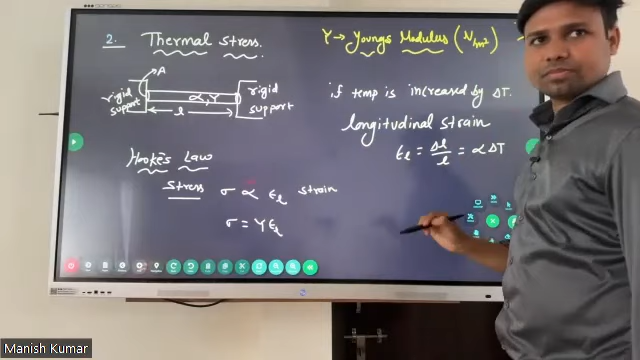 2. Thermal Stress.
A
rigid support
α, Y
rigid support
l
Hooke's Law
Stress σ ∝ ϵl strain
σ = Yϵl
Y → Youngs Modulus (N/m²)
if temp is increased by ΔT.
longitudinal strain
ϵl = Δl/l = αΔT
Manish Kumar